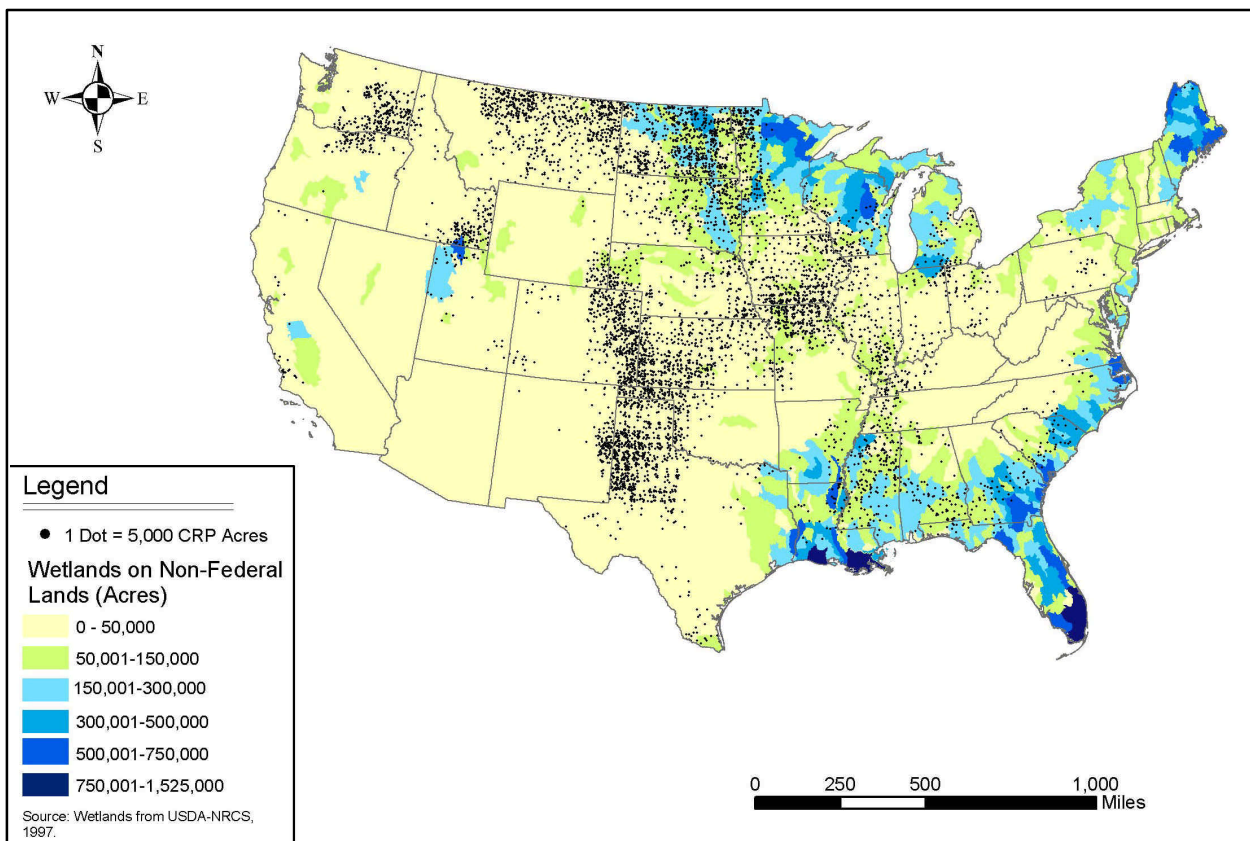 N
W E
S
Legend
1 Dot = 5,000 CRP Acres
Wetlands on Non-Federal
Lands (Acres)
0 - 50,000
50,001-150,000
150,001-300,000
300,001-500,000
500,001-750,000
750,001-1,525,000
Source: Wetlands from USDA-NRCS,
1997.
0 250 500 1,000
Miles